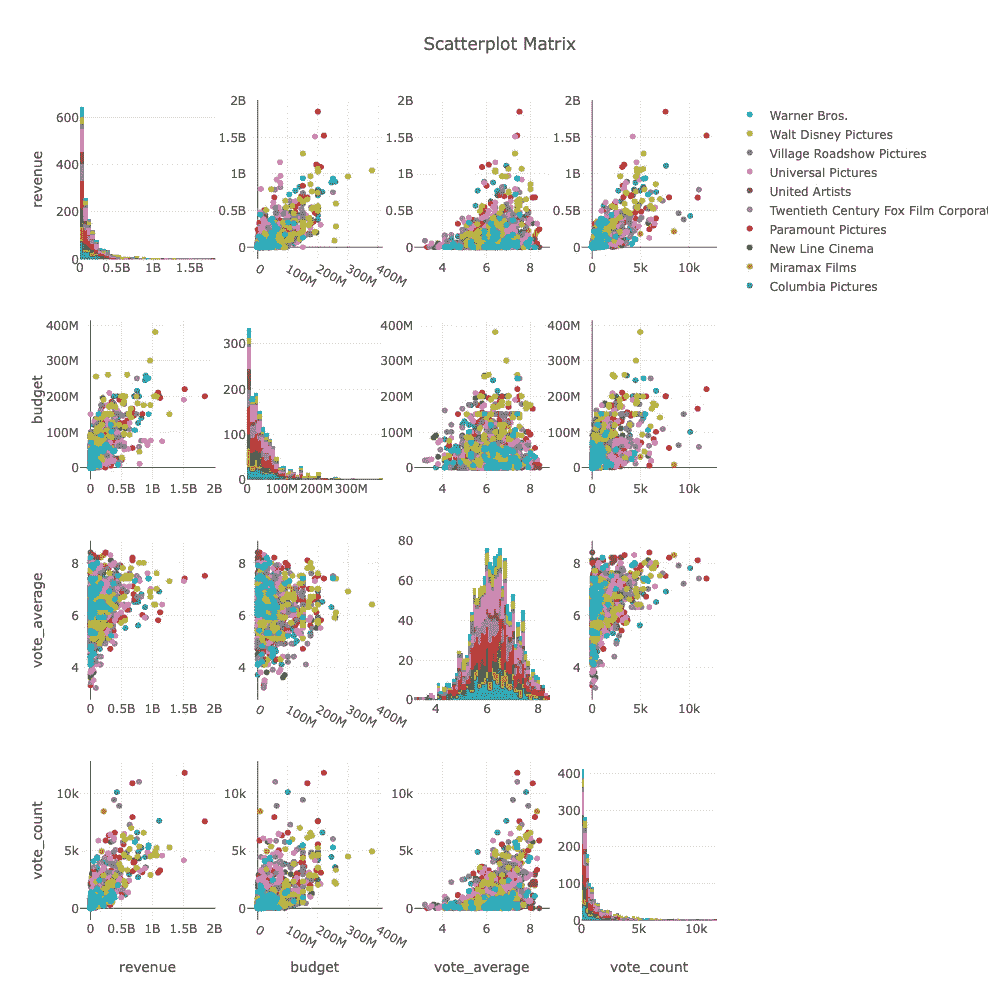 Scatterplot Matrix
revenue
600
400
200
0
0 0.5B 1B 1.5B
2B
1.5B
1B
0.5B
0
0 100M 200M 300M 400M
2B
1.5B
1B
0.5B
0
4 6 8
2B
1.5B
1B
0.5B
0
0 5k 10k
Warner Bros.
Walt Disney Pictures
Village Roadshow Pictures
Universal Pictures
United Artists
Twentieth Century Fox Film Corporat
Paramount Pictures
New Line Cinema
Miramax Films
Columbia Pictures
budget
400M
300M
200M
100M
0
0 0.5B 1B 1.5B 2B
300
200
100
0
0 100M 200M 300M
400M
300M
200M
100M
0
4 6 8
400M
300M
200M
100M
0
0 5k 10k
vote_average
8
6
4
0 0.5B 1B 1.5B 2B
8
6
4
0 100M 200M 300M 400M
80
60
40
20
0
4 6 8
8
6
4
0 5k 10k
vote_count
10k
5k
0
0 0.5B 1B 1.5B 2B
10k
5k
0
0 100M 200M 300M 400M
10k
5k
0
4 6 8
400
300
200
100
0
0 5k 10k
revenue budget vote_average vote_count